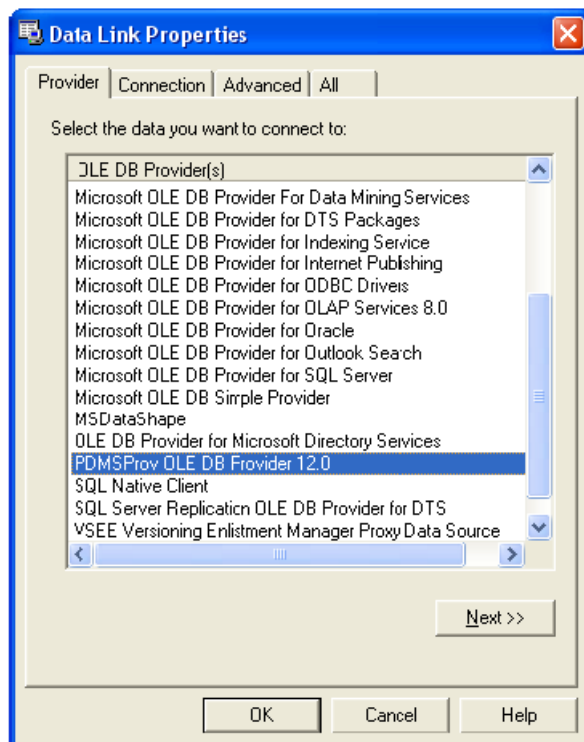 Data Link Properties
Provider Connection Advanced All
Select the data you want to connect to:
OLE DB Provider(s)
Microsoft OLE DB Provider For Data Mining Services
Microsoft OLE DB Provider for DTS Packages
Microsoft OLE DB Provider for Indexing Service
Microsoft OLE DB Provider for Internet Publishing
Microsoft OLE DB Provider for ODBC Drivers
Microsoft OLE DB Provider for OLAP Services 8.0
Microsoft OLE DB Provider for Oracle
Microsoft OLE DB Provider for Outlook Search
Microsoft OLE DB Provider for SQL Server
Microsoft OLE DB Simple Provider
MSDataShape
OLE DB Provider for Microsoft Directory Services
PDMSProv OLE DB Provider 12.0
SQL Native Client
SQL Server Replication OLE DB Provider for DTS
VSEE Versioning Enlistment Manager Proxy Data Source
Next >>
OK Cancel Help